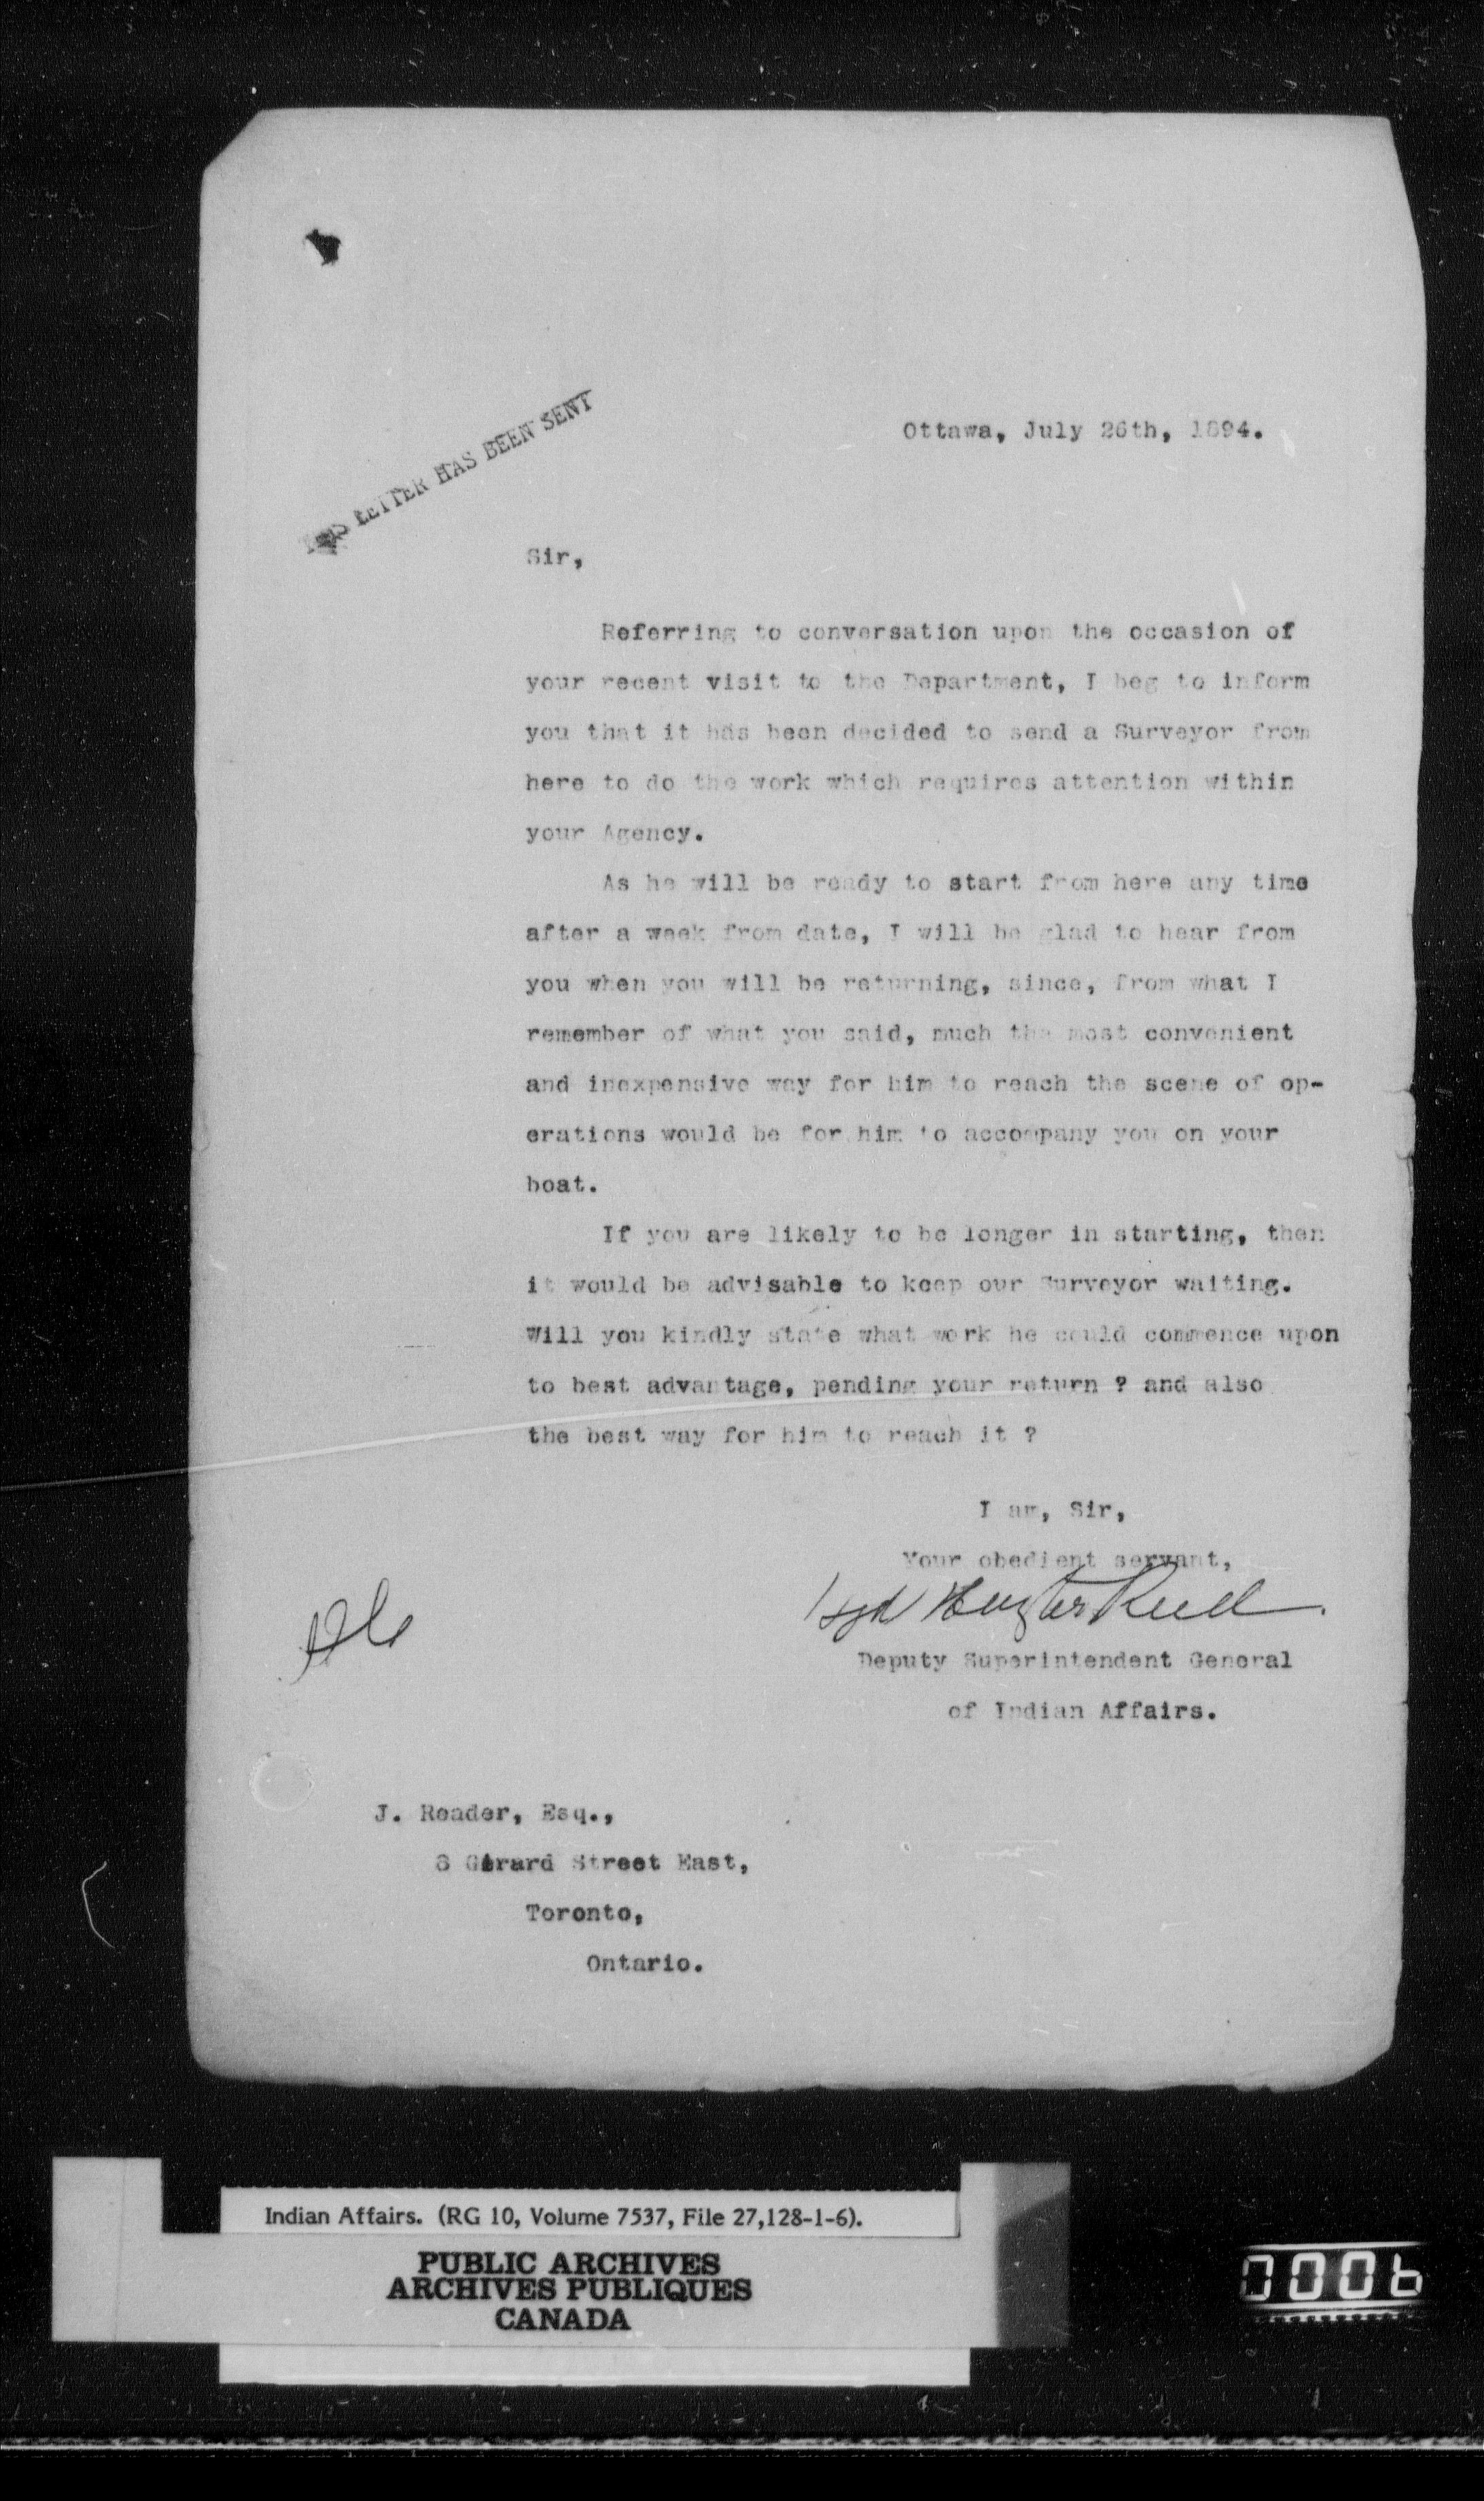 THIS LETTER HAS BEEN SENT
Ottawa, July 26th, 1894.
Sir,
Referring to conversation upon the occasion of
your recent visit to the Department, I beg to inform
you that it has been decided to send a Surveyor from
here to do the work which requires attention within
your Agency.
As he will be ready to start from here any time
after a week from date, I will be glad to hear from
you when you will be returning, since, from what I
remember of what you said, much the most convenient
and inexpensive way for him to reach the scene of op-
erations would be for him to accompany you on your
boat.
If you are likely to be longer in starting, then
it would be advisable to keep our Surveyor waiting.
Will you kindly state what work he could commence upon
to best advantage, pending your return ? and also
the best way for him to reach it ?
I am, Sir,
Your obedient servant,
sgd Hayter Reed
Deputy Superintendent General
of Indian Affairs.
J. Reader, Esq.,
Gerard Street East,
Toronto,
Ontario.
Indian Affairs. (RG 10, Volume 7537, File 27,128-1-6).
PUBLIC ARCHIVES
ARCHIVES PUBLIQUES
CANADA
0006